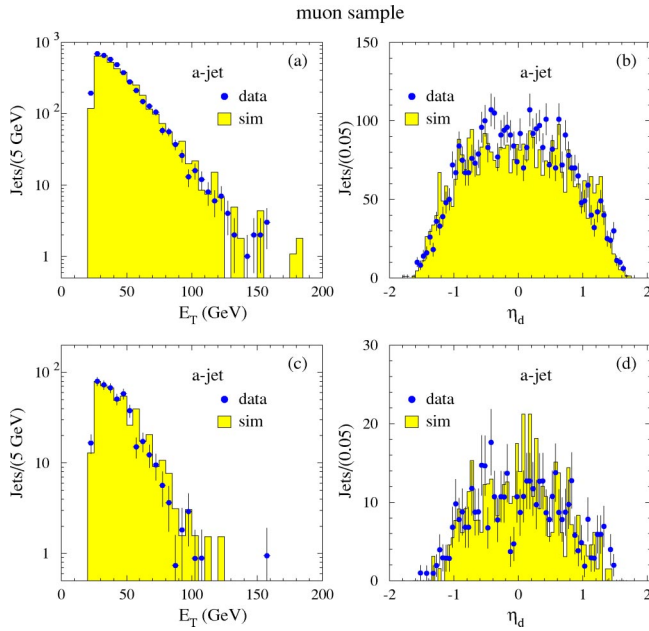 muon sample
(a)
a-jet
data
sim
Jets/(5 GeV)
10³
10²
10
1
0
50
100
150
200
E_T (GeV)
(b)
a-jet
data
sim
Jets/(0.05)
150
100
50
0
-2
-1
0
1
2
η_d
(c)
a-jet
data
sim
Jets/(5 GeV)
10²
10
1
0
50
100
150
200
E_T (GeV)
(d)
a-jet
data
sim
Jets/(0.05)
30
20
10
0
-2
-1
0
1
2
η_d